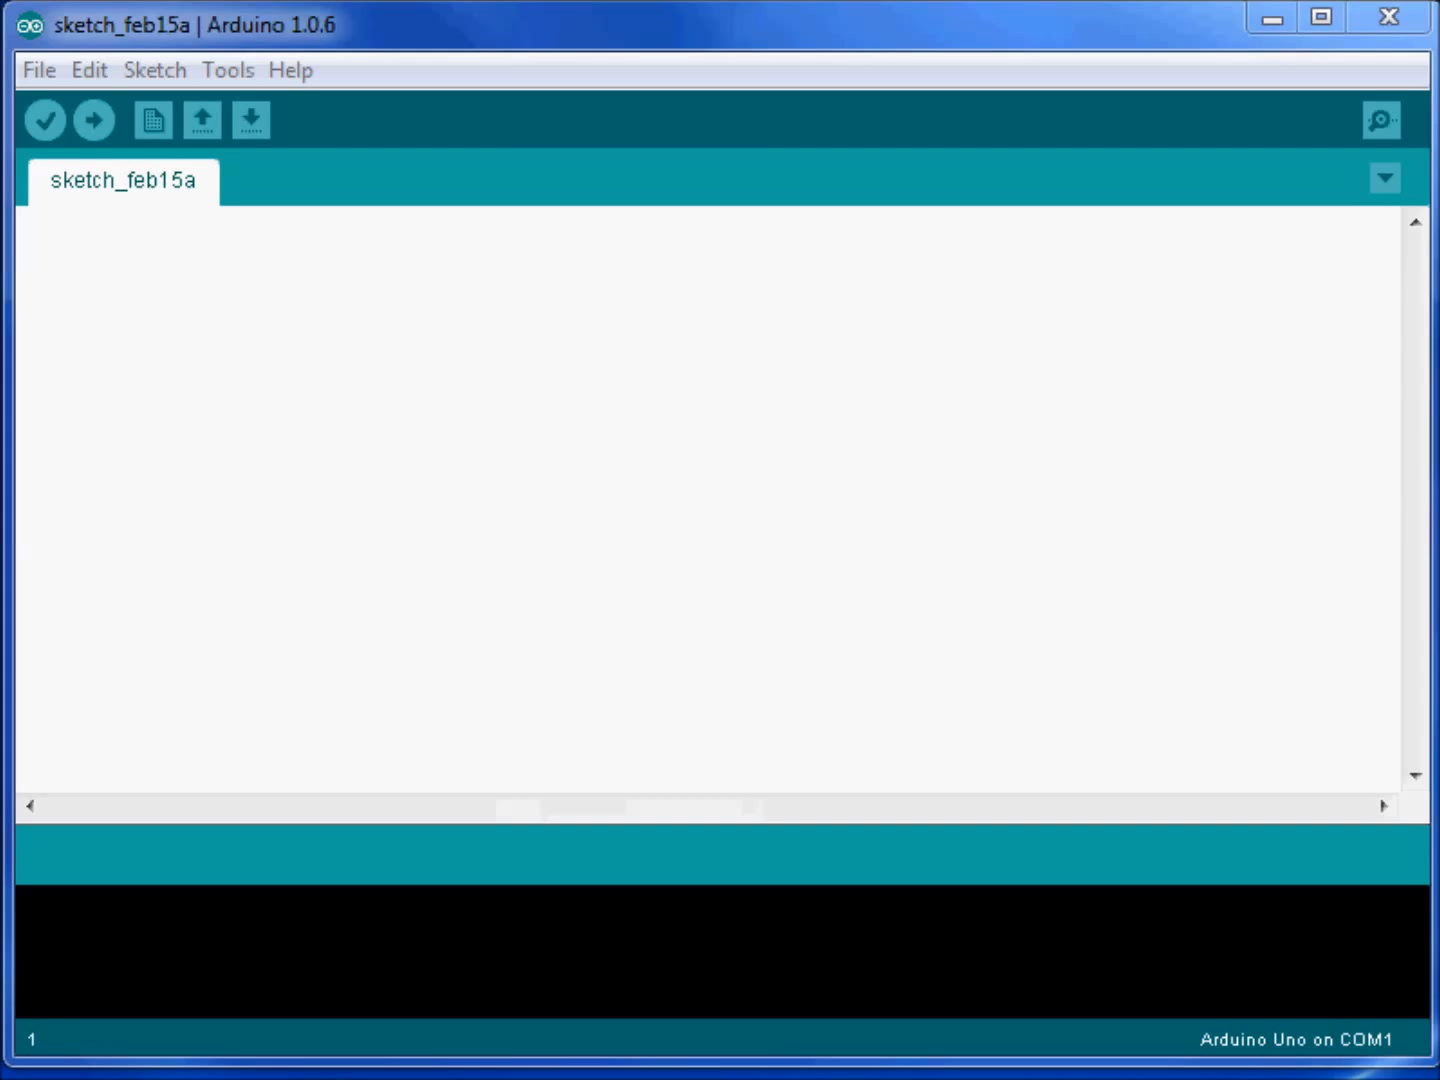 sketch_feb15a | Arduino 1.0.6
File Edit Sketch Tools Help
sketch_feb15a
1
Arduino Uno on COM1